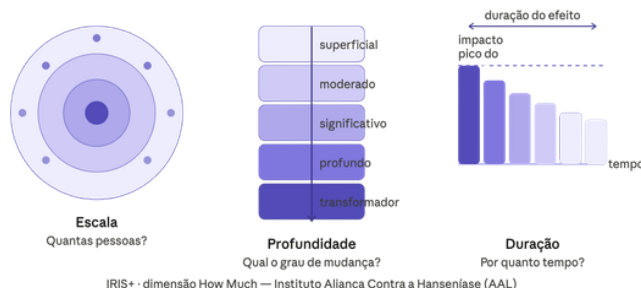 duração do efeito
impacto
pico do
superficial
moderado
significativo
profundo
transformador
tempo
Escala
Quantas pessoas?
Profundidade
Qual o grau de mudança?
Duração
Por quanto tempo?
IRIS+ · dimensão How Much — Instituto Aliança Contra a Hanseníase (AAL)